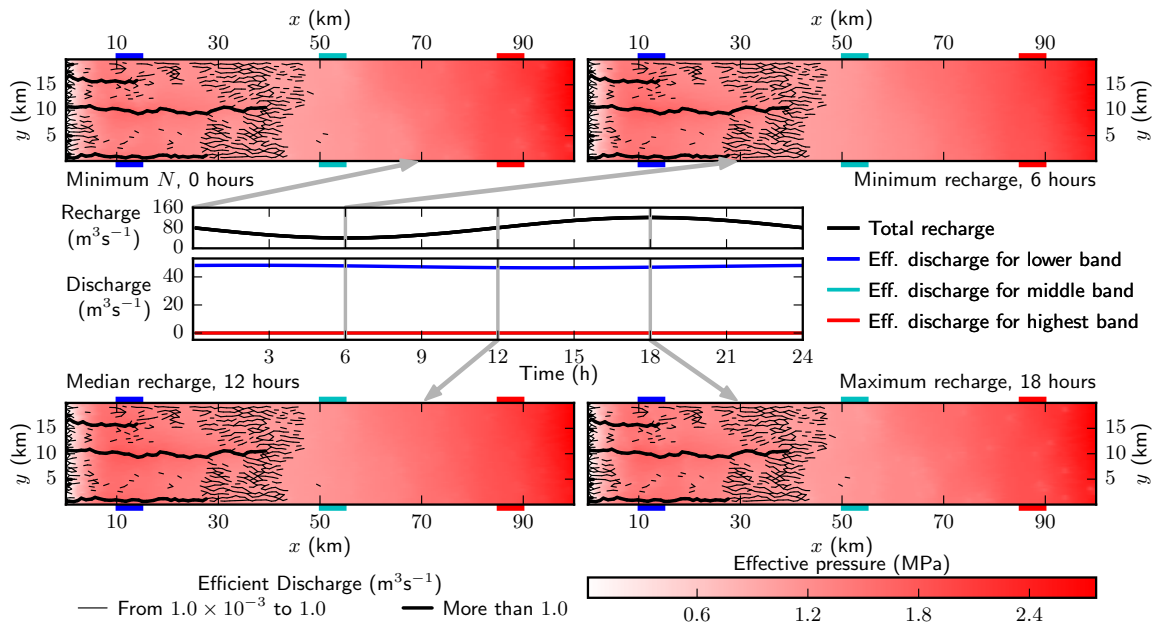 x (km) x (km)
10 30 50 70 90 10 30 50 70 90
y (km) 15 10 5 15 10 5 y (km)
Minimum N, 0 hours Minimum recharge, 6 hours
Recharge (m³s⁻¹) 160 80 0
Discharge (m³s⁻¹) 40 20 0
3 6 9 12 15 18 21 24
Time (h)
Total recharge
Eff. discharge for lower band
Eff. discharge for middle band
Eff. discharge for highest band
Median recharge, 12 hours Maximum recharge, 18 hours
y (km) 15 10 5 15 10 5 y (km)
10 30 50 70 90 10 30 50 70 90
x (km) x (km)
Efficient Discharge (m³s⁻¹)
From 1.0 × 10⁻³ to 1.0 More than 1.0
Effective pressure (MPa)
0.6 1.2 1.8 2.4